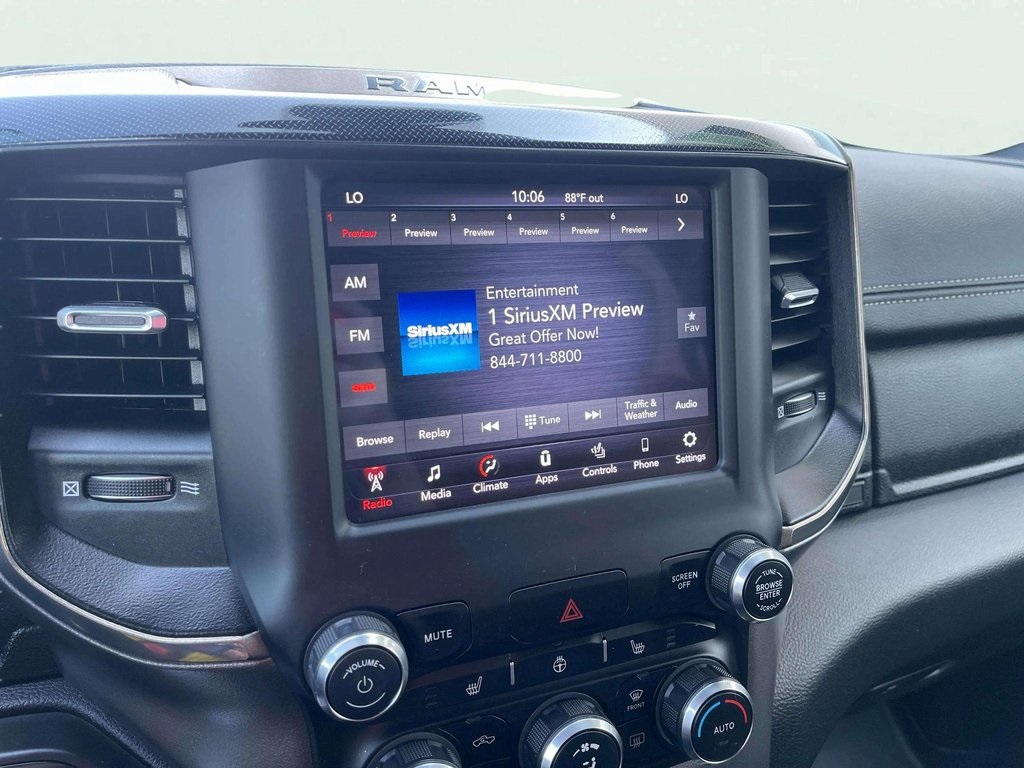 RAM
LO 10:06 88°F out LO
1 Preview 2 Preview 3 Preview 4 Preview 5 Preview 6 Preview
AM
FM
SXM
SiriusXM
Entertainment
1 SiriusXM Preview
Great Offer Now!
844-711-8800
Fav
Browse Replay Tune Traffic & Weather Audio
Radio Media Climate Apps Controls Phone Settings
MUTE
SCREEN
OFF
TUNE
BROWSE
ENTER
SCROLL
VOLUME
FRONT
AUTO